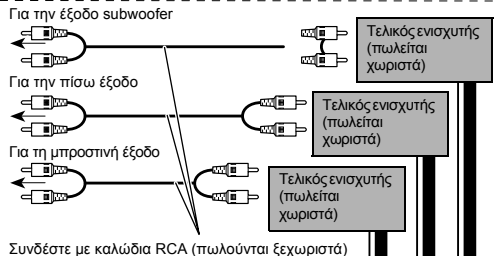 Για την έξοδο subwoofer
Τελικός ενισχυτής
(πωλείται
χωριστά)
Για την πίσω έξοδο
Τελικός ενισχυτής
(πωλείται
χωριστά)
Για τη μπροστινή έξοδο
Τελικός ενισχυτής
(πωλείται
χωριστά)
Συνδέστε με καλώδια RCA (πωλούνται ξεχωριστά)